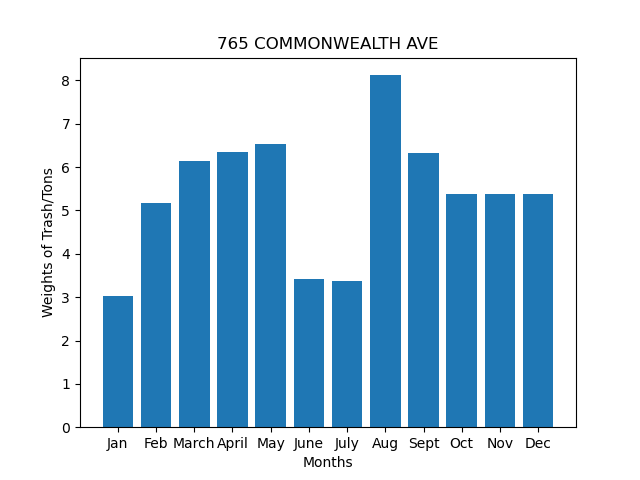 765 COMMONWEALTH AVE
Weights of Trash/Tons
8
7
6
5
4
3
2
1
0
Jan Feb March April May June July Aug Sept Oct Nov Dec
Months